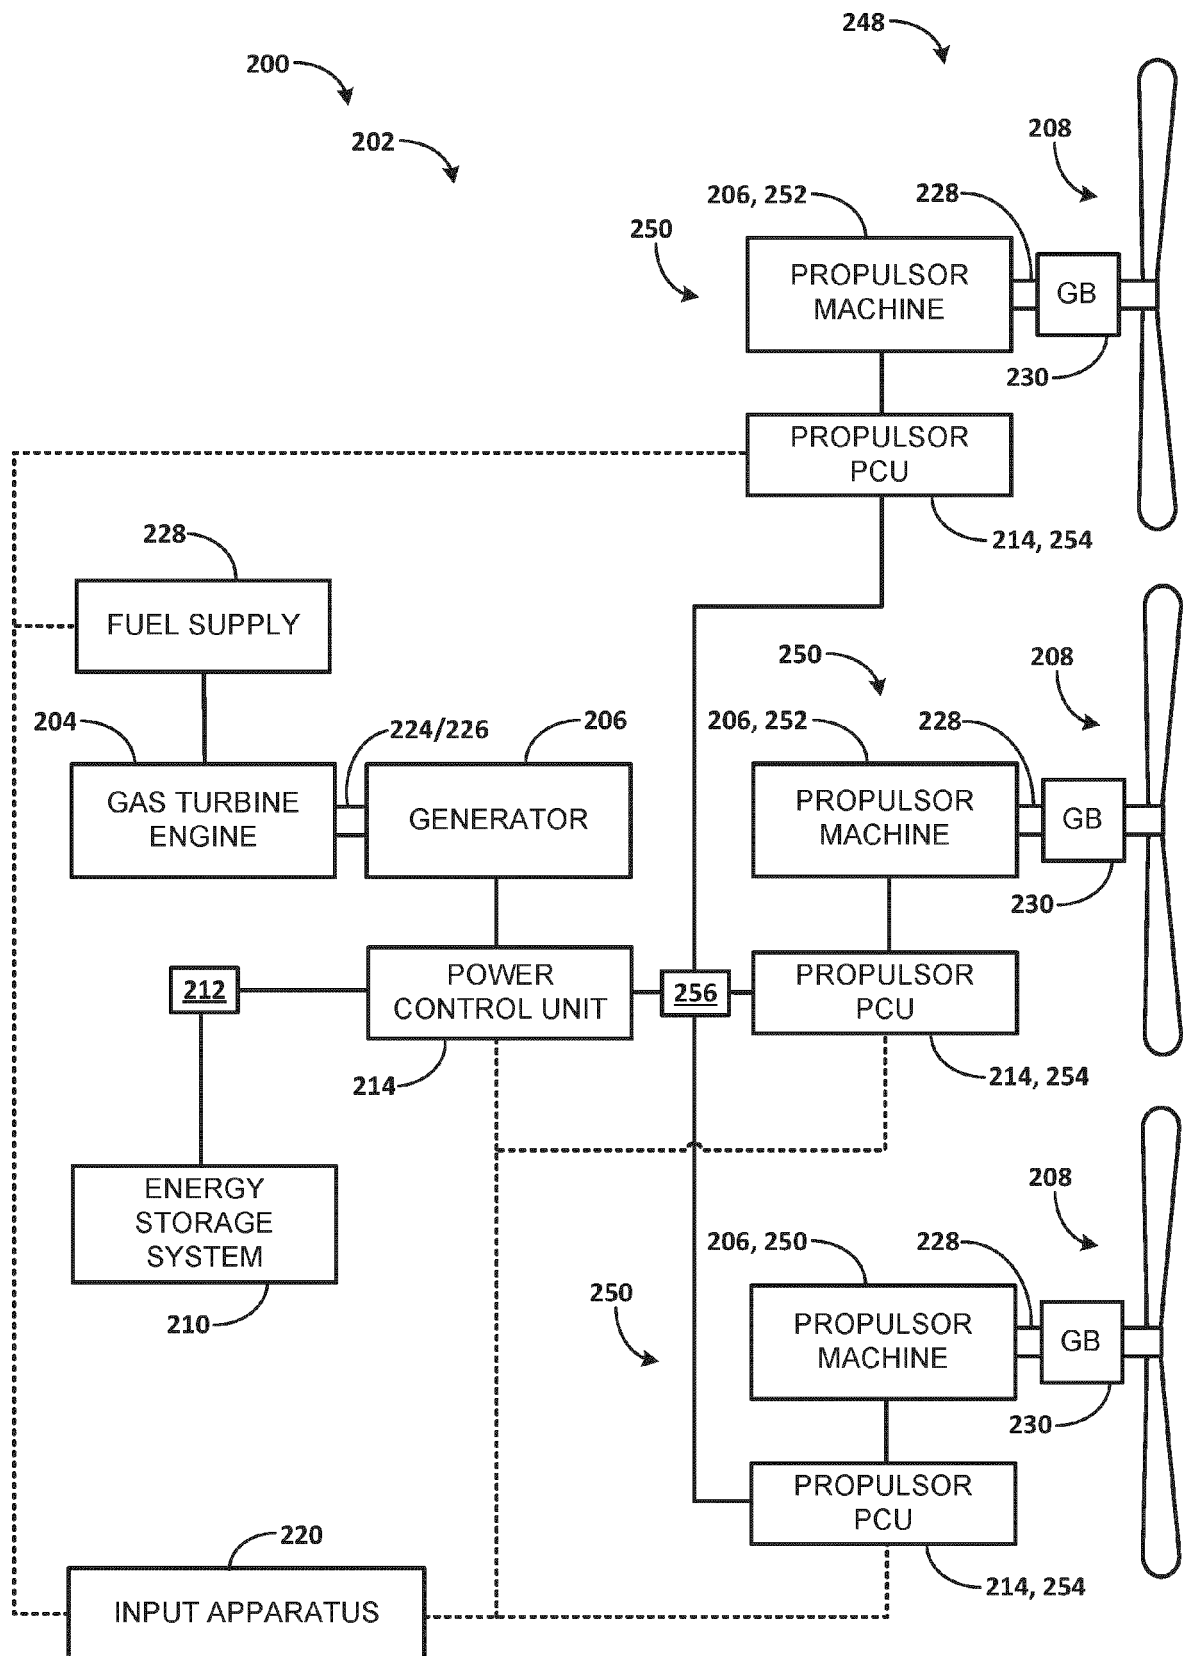 248
200
202
208
206, 252
228
250
PROPULSOR
MACHINE
GB
230
PROPULSOR
PCU
214, 254
228
FUEL SUPPLY
250
208
204
224/226
206
206, 252
228
GAS TURBINE
ENGINE
GENERATOR
PROPULSOR
MACHINE
GB
230
212
POWER
CONTROL UNIT
256
PROPULSOR
PCU
214
214, 254
ENERGY
STORAGE
SYSTEM
210
208
206, 250
228
250
PROPULSOR
MACHINE
GB
230
PROPULSOR
PCU
214, 254
220
INPUT APPARATUS